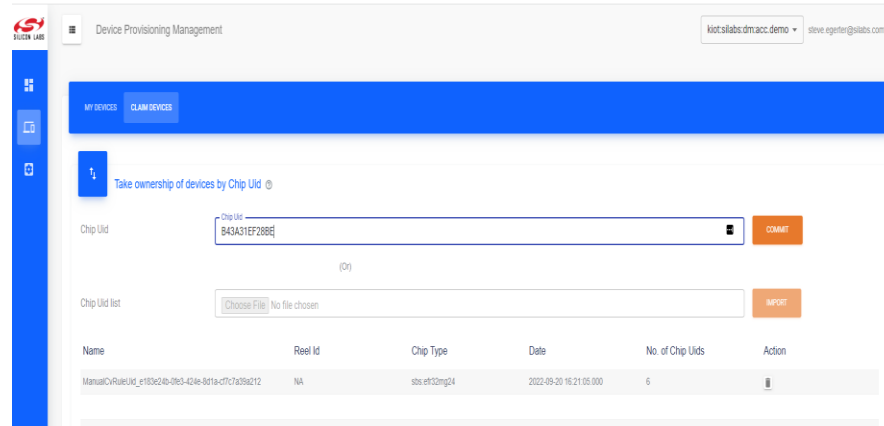 SILICON LABS
Device Provisioning Management
kiot:silabs:dm:acc.demo
steve.egerter@silabs.com
MY DEVICES CLAIM DEVICES
Take ownership of devices by Chip Uid
Chip Uid
Chip Uid
B43A31EF28BE
COMMIT
(Or)
Chip Uid list
Choose File No file chosen
IMPORT
Name Reel Id Chip Type Date No. of Chip Uids Action
ManualCvRuleUid_e183e24b-0fe3-424e-8d1a-cf7c7a39a212 NA sbs:efr32mg24 2022-09-20 16:21:05.000 6